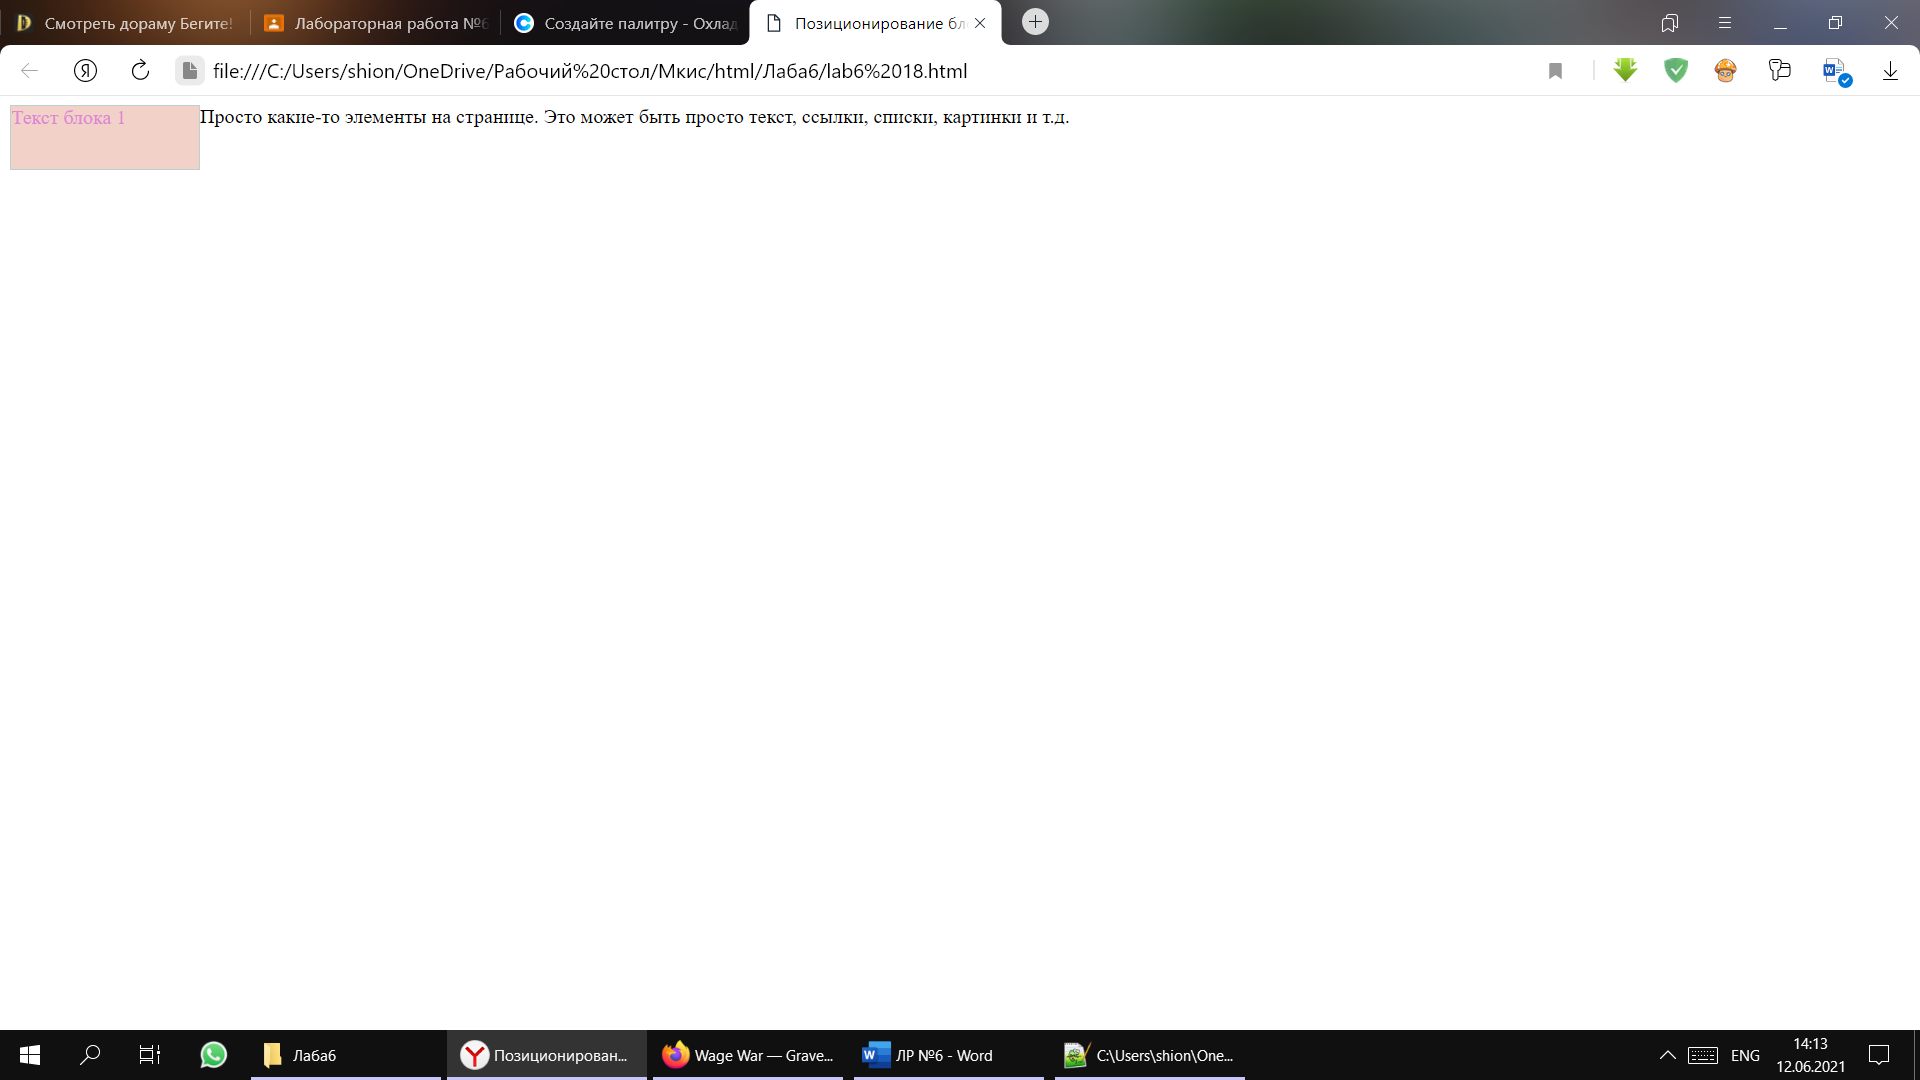 Смотреть дораму Бегите!
Лабораторная работа №6
Создайте палитру - Охлад
Позиционирование бл
file:///C:/Users/shion/OneDrive/Рабочий%20стол/Мкис/html/Лаба6/lab6%2018.html
Текст блока 1
Просто какие-то элементы на странице. Это может быть просто текст, ссылки, списки, картинки и т.д.
Лаба6
Позиционирован...
Wage War — Grave...
ЛР №6 - Word
C:\Users\shion\One...
ENG
14:13
12.06.2021